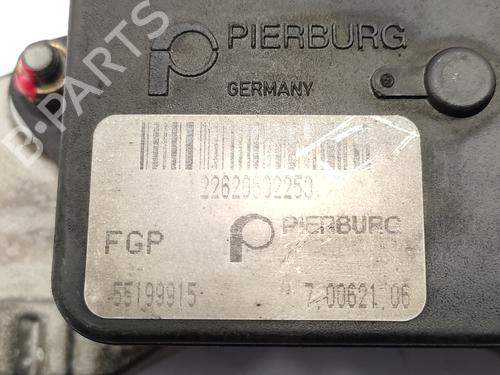 PIERBURG
GERMANY
B-PARTS
22620602250
PIERBURG
FGP
55199915
7.00621.06